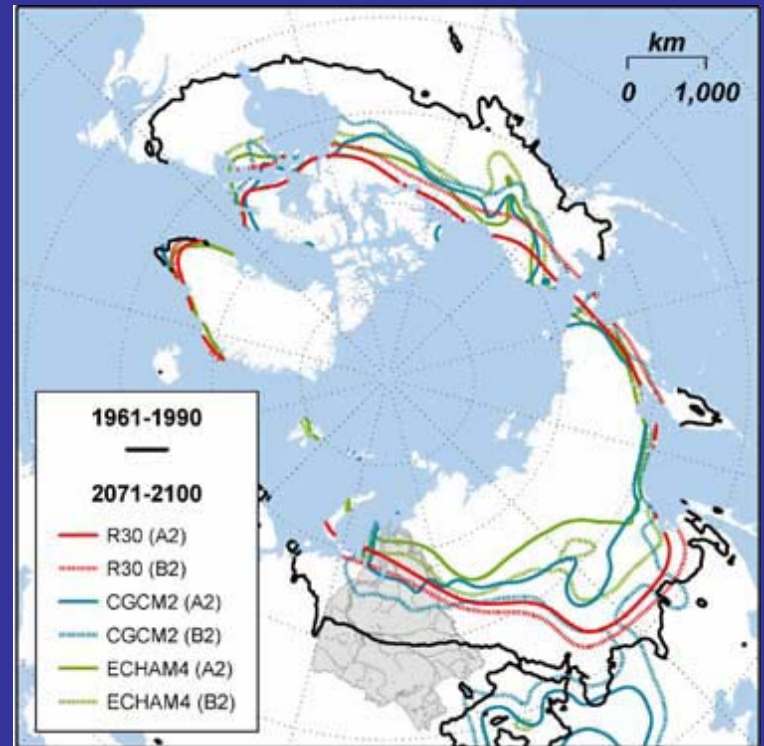 km
0 1,000
1961-1990
2071-2100
R30 (A2)
R30 (B2)
CGCM2 (A2)
CGCM2 (B2)
ECHAM4 (A2)
ECHAM4 (B2)